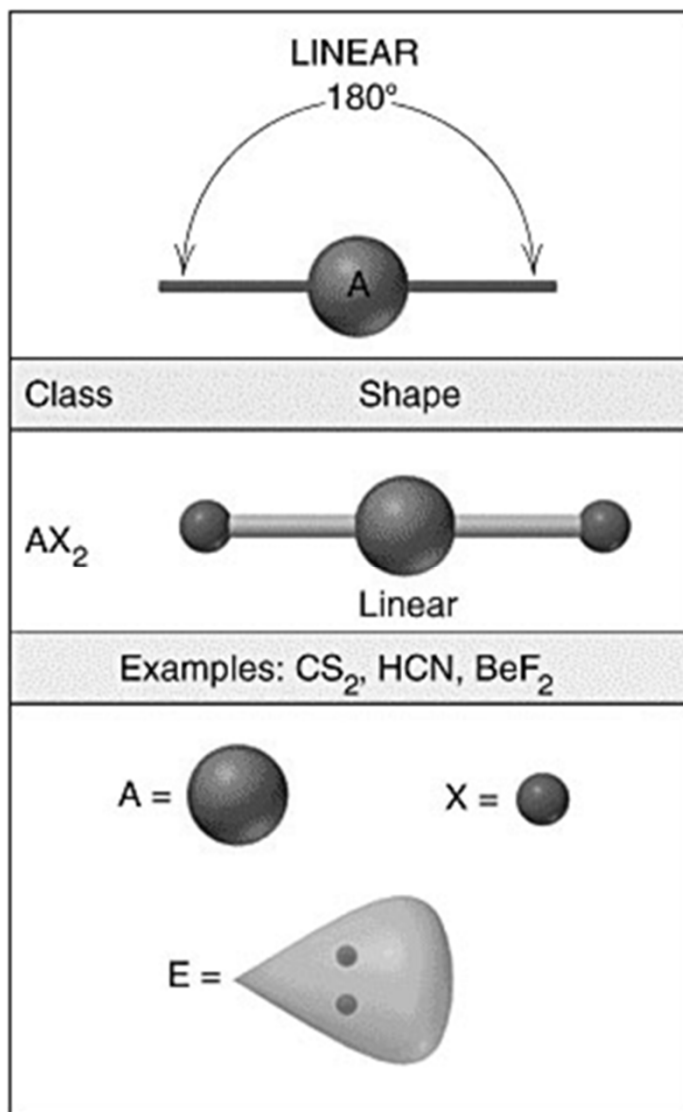 LINEAR
180°
A
Class Shape
AX₂
Linear
Examples: CS₂, HCN, BeF₂
A = X =
E =